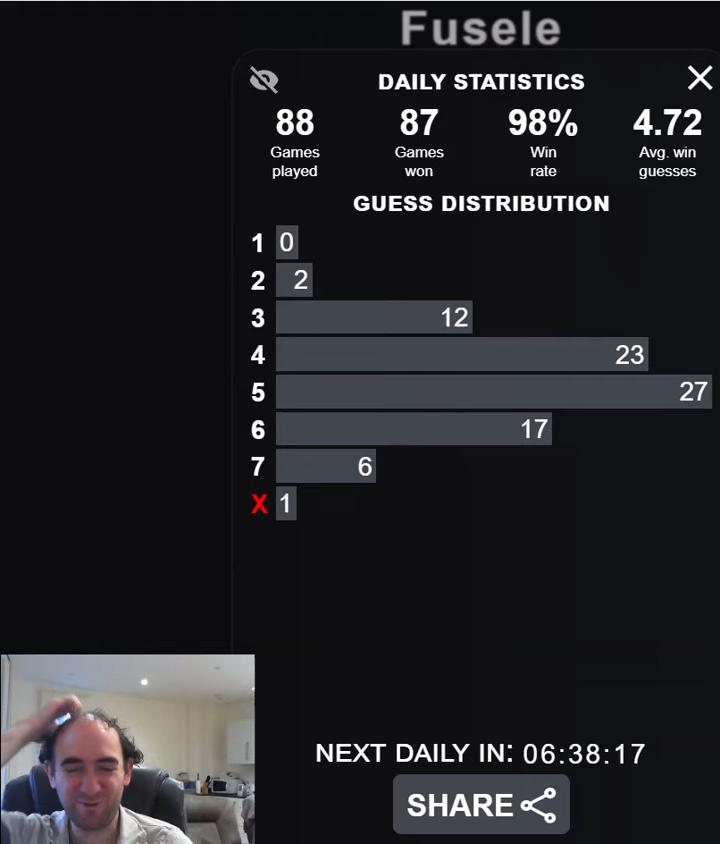 Fusele
DAILY STATISTICS
88 87 98% 4.72
Games played Games won Win rate Avg. win guesses
GUESS DISTRIBUTION
1 0
2 2
3 12
4 23
5 27
6 17
7 6
X 1
NEXT DAILY IN: 06:38:17
SHARE